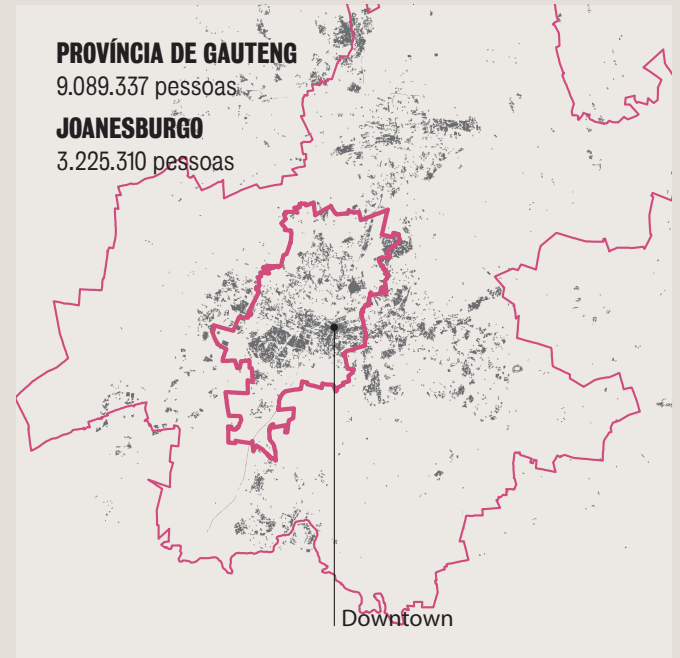 PROVÍNCIA DE GAUTENG
9.089.337 pessoas
JOANESBURGO
3.225.310 pessoas
Downtown